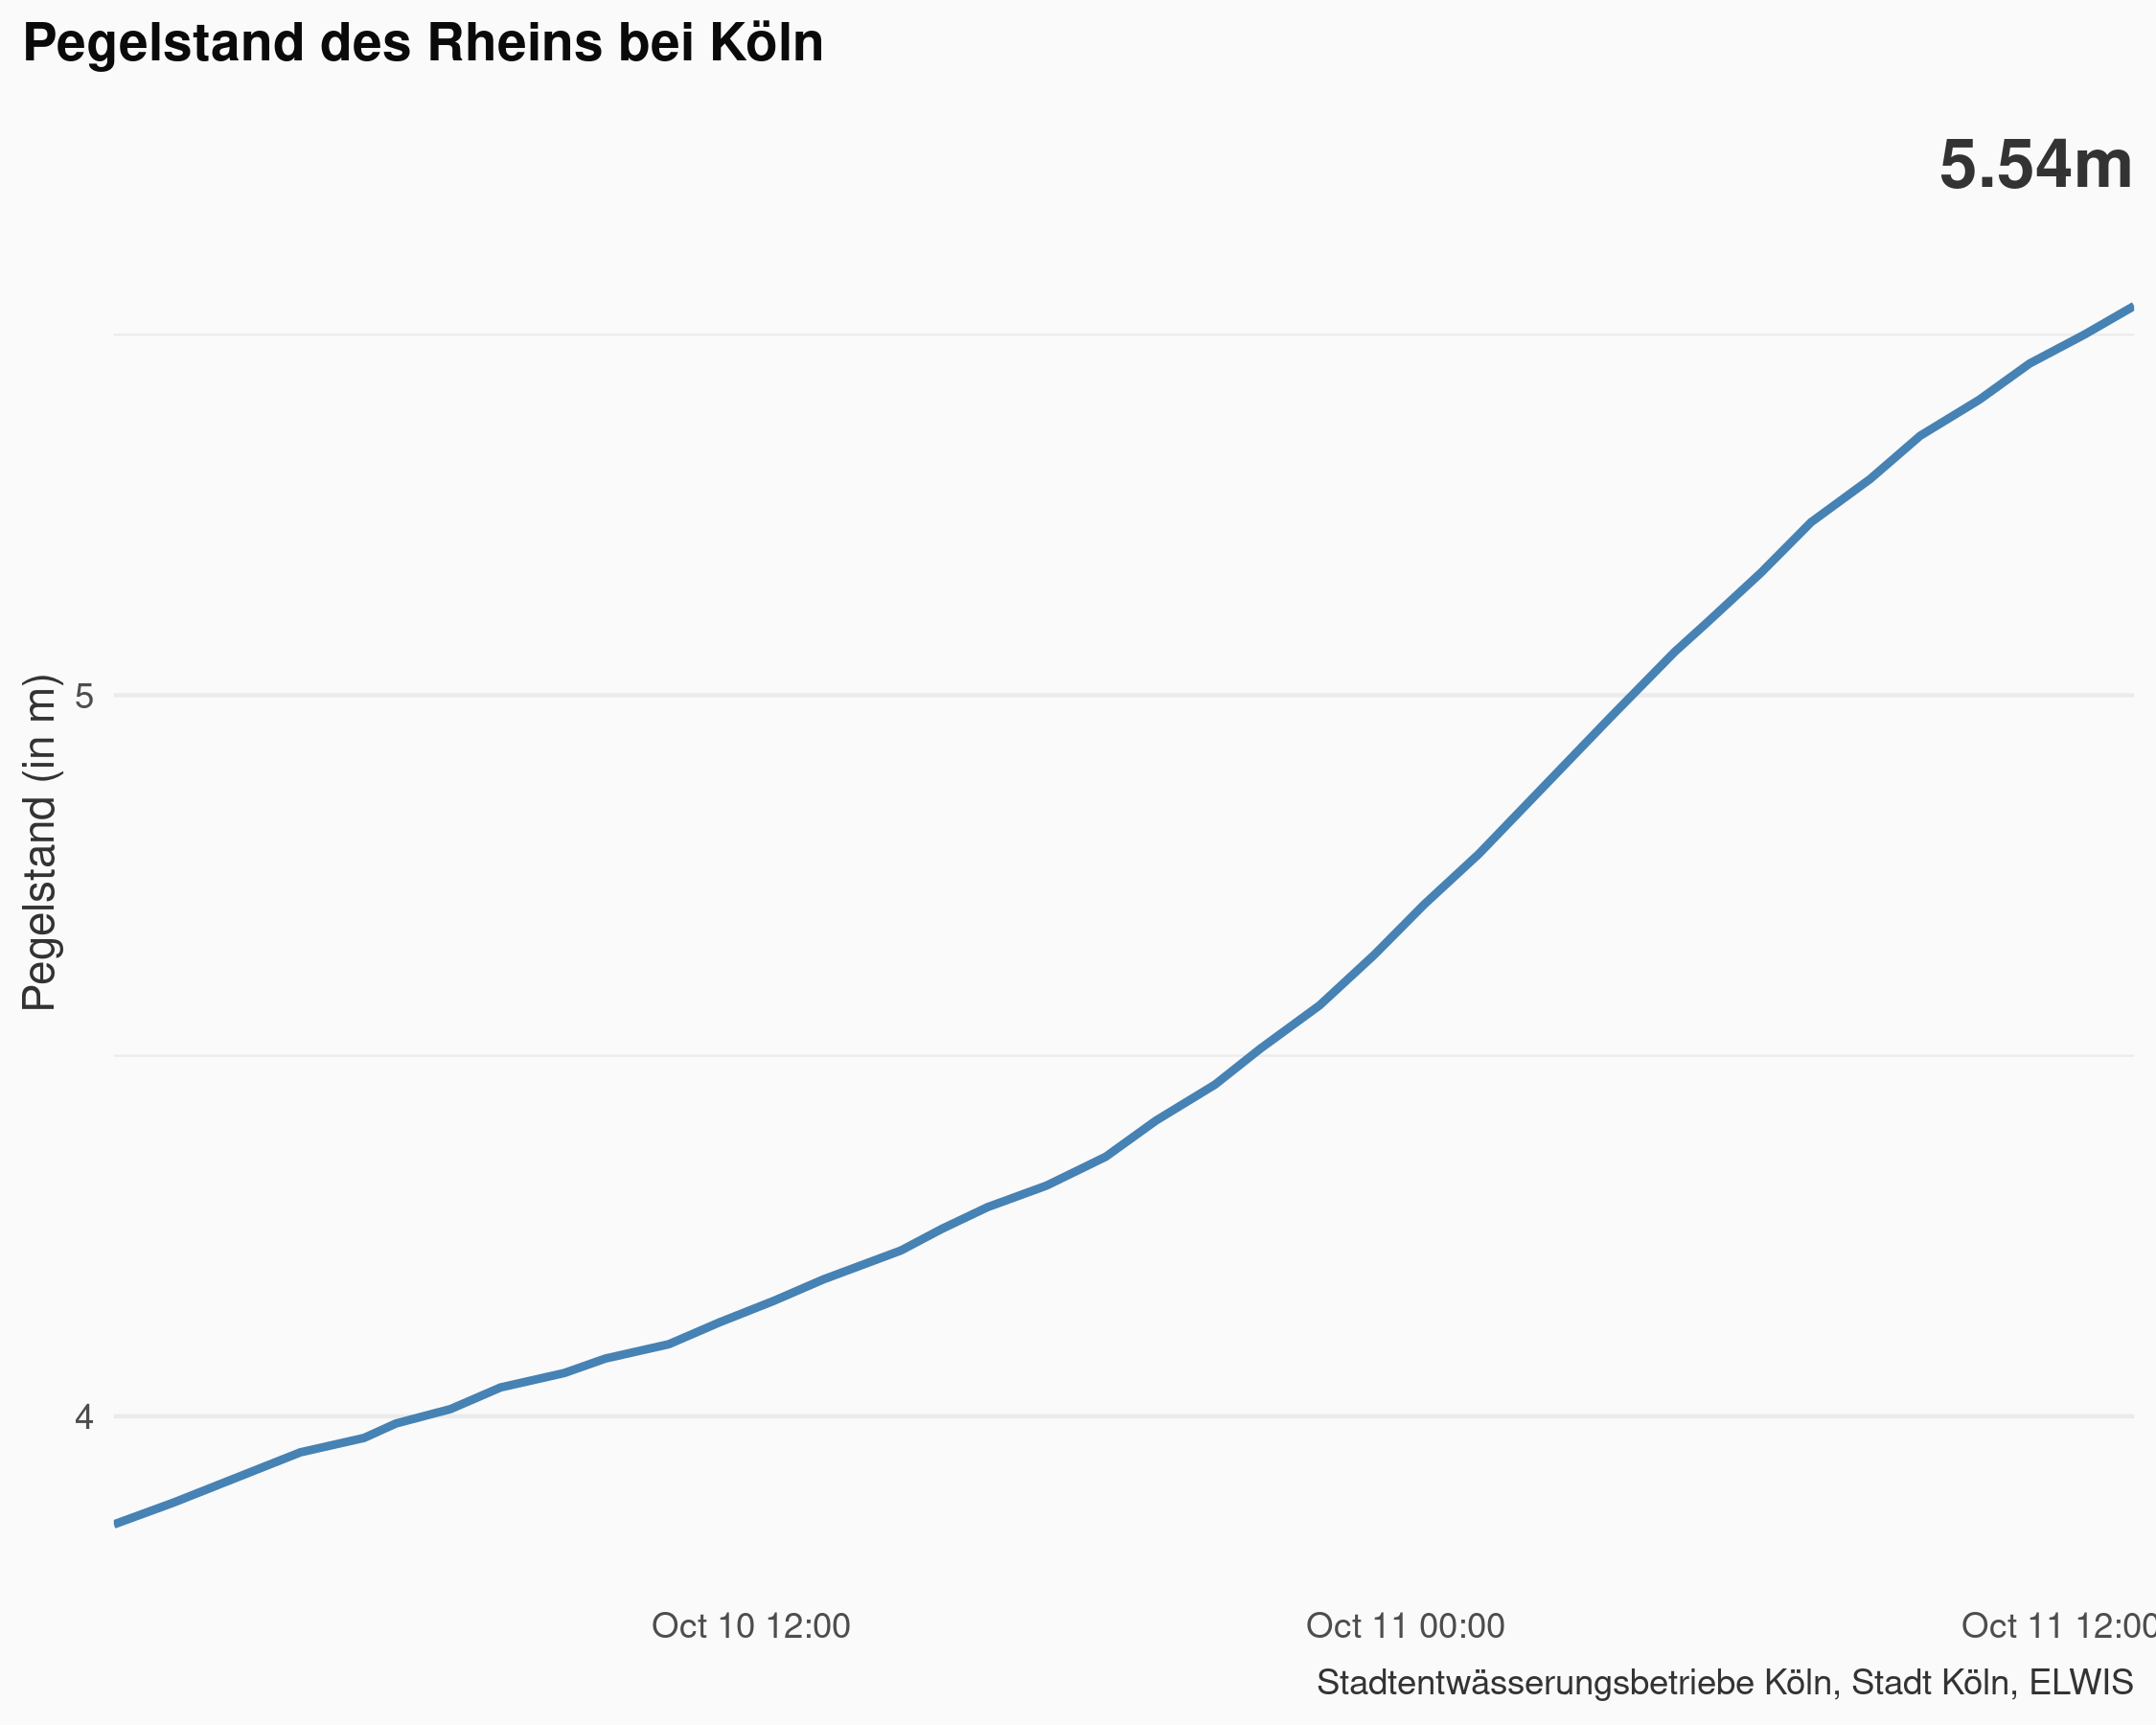 Pegelstand des Rheins bei Köln
5.54m
Pegelstand (in m)
5
4
Oct 10 12:00
Oct 11 00:00
Oct 11 12:00
Stadtentwässerungsbetriebe Köln, Stadt Köln, ELWIS